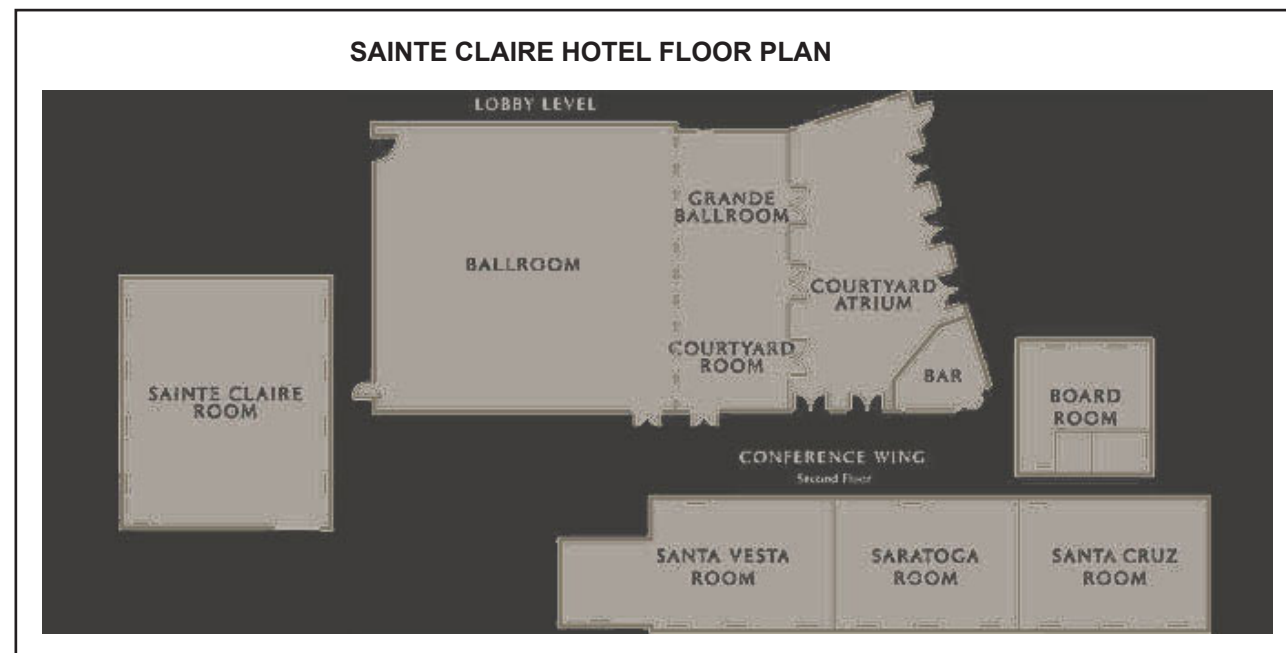 SAINTE CLAIRE HOTEL FLOOR PLAN
LOBBY LEVEL
GRANDE
BALLROOM
BALLROOM
COURTYARD
ATRIUM
COURTYARD
ROOM
BAR
SAINTE CLAIRE
ROOM
BOARD
ROOM
CONFERENCE WING
Second Floor
SANTA VESTA
ROOM
SARATOGA
ROOM
SANTA CRUZ
ROOM